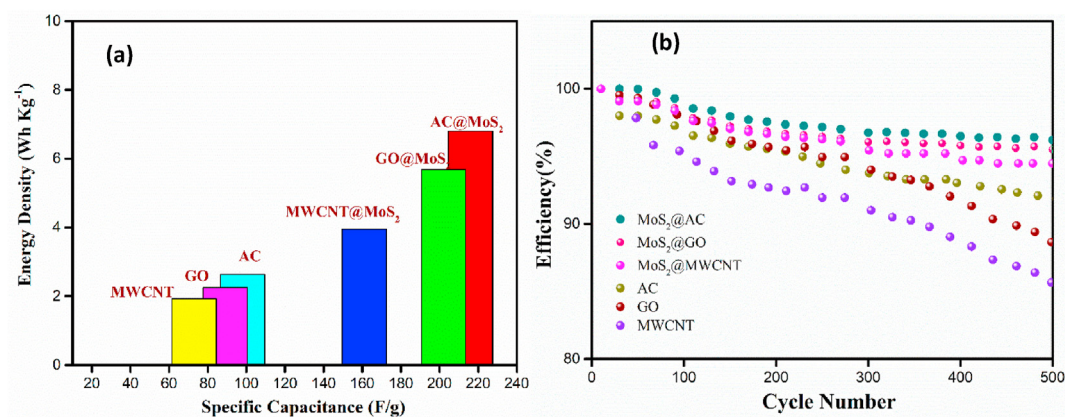 (a)
Energy Density (Wh Kg⁻¹)
10
8
6
4
2
0
AC@MoS₂
GO@MoS
MWCNT@MoS₂
AC
GO
MWCNT
20 40 60 80 100 120 140 160 180 200 220 240
Specific Capacitance (F/g)
(b)
Efficiency(%)
100
90
80
MoS₂@AC
MoS₂@GO
MoS₂@MWCNT
AC
GO
MWCNT
0 100 200 300 400 500
Cycle Number